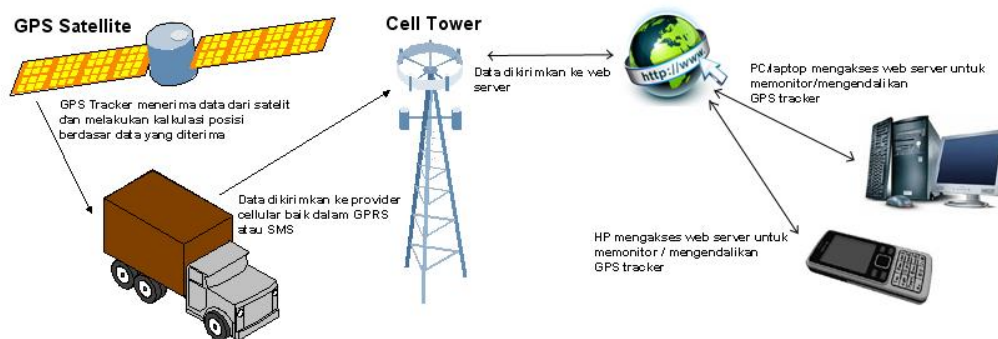 GPS Satellite
GPS Tracker menerima data dari satelit
dan melakukan kalkulasi posisi
berdasar data yang diterima
Data dikirimkan ke provider
cellular baik dalam GPRS
atau SMS
Cell Tower
Data dikirimkan ke web
server
http://www.
PC/laptop mengakses web server untuk
memonitor/mengendalikan
GPS tracker
HP mengakses web server untuk
memonitor / mengendalikan
GPS tracker